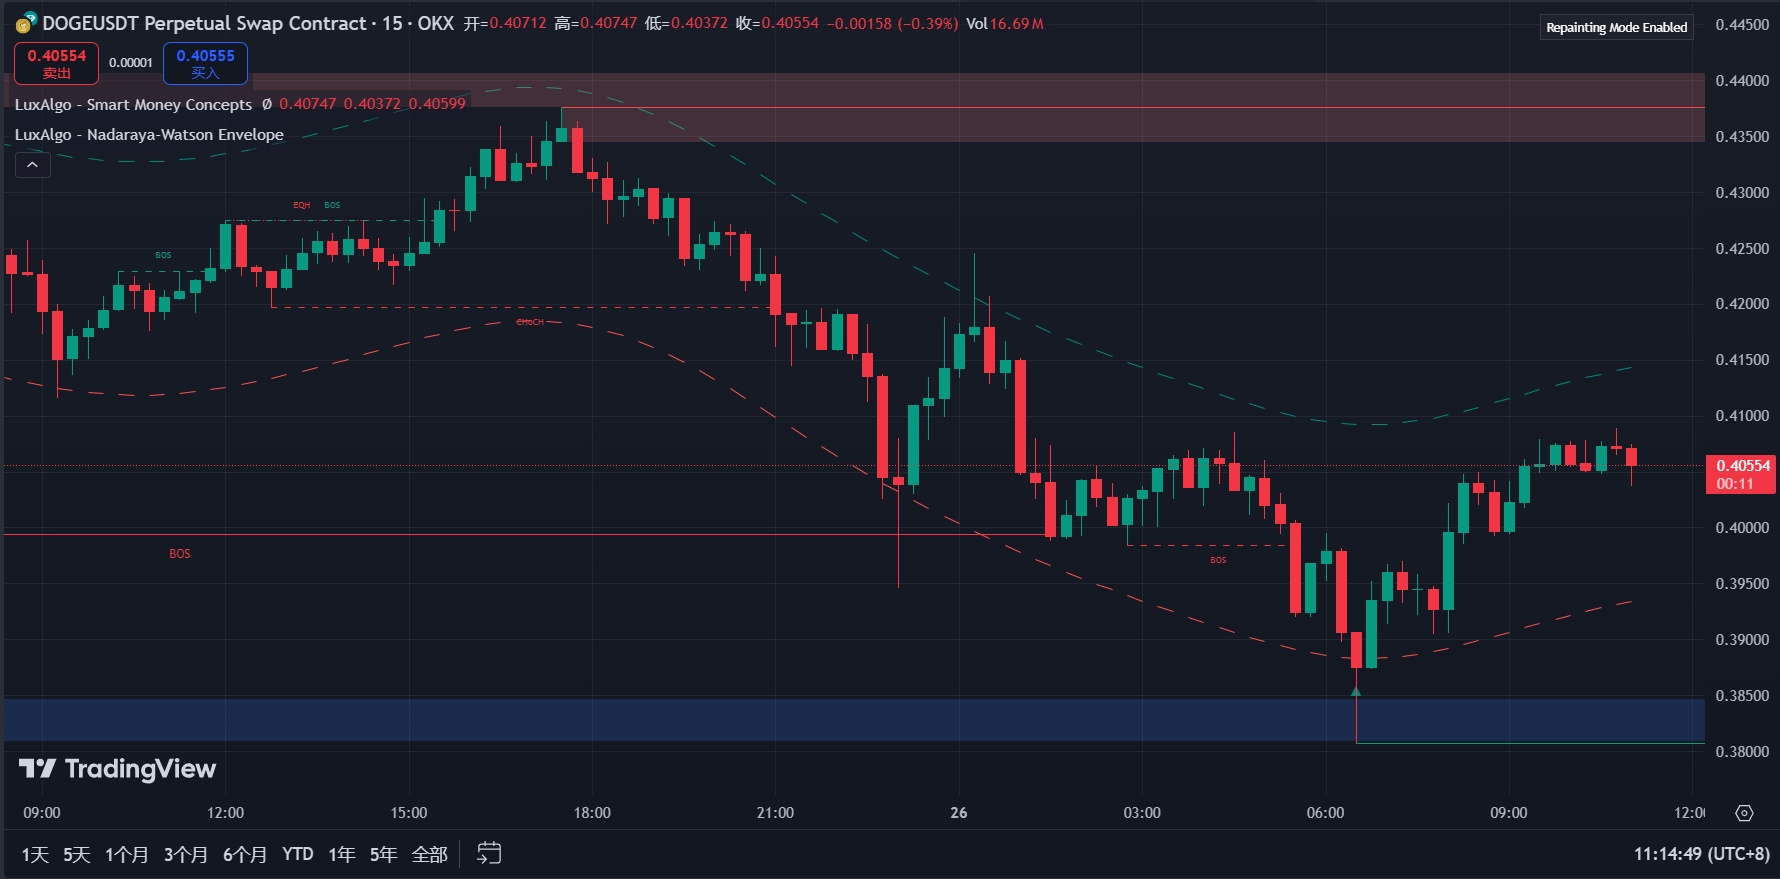 DOGEUSDT Perpetual Swap Contract · 15 · OKX 开=0.40712 高=0.40747 低=0.40372 收=0.40554 −0.00158 (−0.39%) Vol 16.69 M
Repainting Mode Enabled
0.40554 0.00001 0.40555
卖出 买入
LuxAlgo - Smart Money Concepts Ø 0.40747 0.40372 0.40599
LuxAlgo - Nadaraya-Watson Envelope
EQH BOS
BOS
CHoCH
BOS
BOS
0.44500
0.44000
0.43500
0.43000
0.42500
0.42000
0.41500
0.41000
0.40554
00:11
0.40000
0.39500
0.39000
0.38500
0.38000
TradingView
09:00 12:00 15:00 18:00 21:00 26 03:00 06:00 09:00 12:0
1天 5天 1个月 3个月 6个月 YTD 1年 5年 全部
11:14:49 (UTC+8)